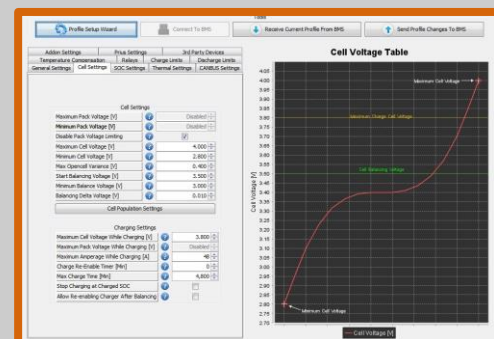 Profile Setup Wizard
Connect To BMS
Receive Current Profile From BMS
Send Profile Changes To BMS
Addon Settings
Prius Settings
3rd Party Devices
Temperature Compensation
Relays
Charge Limits
Discharge Limits
General Settings
Cell Settings
SOC Settings
Thermal Settings
CANBUS Settings
Cell Settings
Maximum Pack Voltage [V] Disabled
Minimum Pack Voltage [V] Disabled
Disable Pack Voltage Limiting
Maximum Cell Voltage [V] 4.000
Minimum Cell Voltage [V] 2.800
Max Opencell Variance [V] 0.400
Start Balancing Voltage [V] 3.500
Minimum Balance Voltage [V] 3.000
Balancing Delta Voltage [V] 0.010
Cell Population Settings
Charging Settings
Maximum Cell Voltage While Charging [V] 3.800
Maximum Pack Voltage While Charging [V] Disabled
Maximum Amperage While Charging [A] 48
Charge Re-Enable Timer [Min] 0
Max Charge Time [Min] 4,800
Stop Charging at Charged SOC
Allow Re-enabling Charger After Balancing
Cell Voltage Table
Cell Voltage [V]
4.05
4.00
3.95
3.90
3.85
3.80
3.75
3.70
3.65
3.60
3.55
3.50
3.45
3.40
3.35
3.30
3.25
3.20
3.15
3.10
3.05
3.00
2.95
2.90
2.85
2.80
2.75
2.70
Maximum Cell Voltage
Maximum Charge Cell Voltage
Cell Balancing Voltage
Minimum Cell Voltage
Cell Voltage [V]